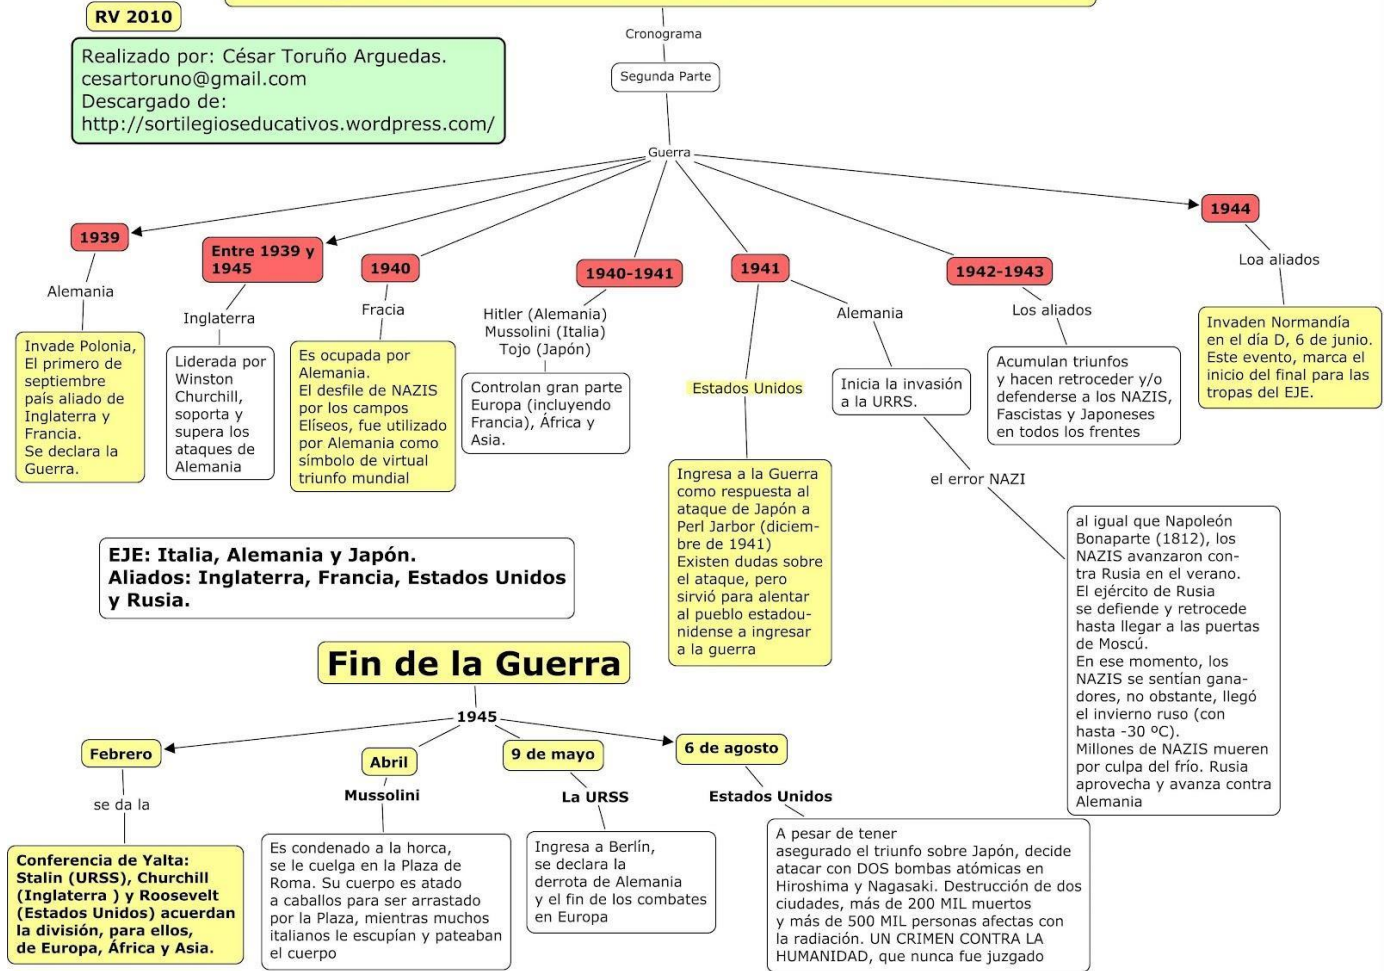 RV 2010
Realizado por: César Toruño Arguedas.
cesartoruno@gmail.com
Descargado de:
http://sortilegioseducativos.wordpress.com/
Cronograma
Segunda Parte
Guerra
1939
Alemania
Invade Polonia,
El primero de
septiembre
país aliado de
Inglaterra y
Francia.
Se declara la
Guerra.
Entre 1939 y
1945
Inglaterra
Liderada por
Winston
Churchill,
soporta y
supera los
ataques de
Alemania
1940
Fracia
Es ocupada por
Alemania.
El desfile de NAZIS
por los campos
Elíseos, fue utilizado
por Alemania como
símbolo de virtual
triunfo mundial
1940-1941
Hitler (Alemania)
Mussolini (Italia)
Tojo (Japón)
Controlan gran parte
Europa (incluyendo
Francia), África y
Asia.
1941
Estados Unidos
Ingresa a la Guerra
como respuesta al
ataque de Japón a
Perl Jarbor (diciem-
bre de 1941)
Existen dudas sobre
el ataque, pero
sirvió para alentar
al pueblo estadou-
nidense a ingresar
a la guerra
Alemania
Inicia la invasión
a la URRS.
el error NAZI
al igual que Napoleón
Bonaparte (1812), los
NAZIS avanzaron con-
tra Rusia en el verano.
El ejército de Rusia
se defiende y retrocede
hasta llegar a las puertas
de Moscú.
En ese momento, los
NAZIS se sentían gana-
dores, no obstante, llegó
el invierno ruso (con
hasta -30 ºC).
Millones de NAZIS mueren
por culpa del frío. Rusia
aprovecha y avanza contra
Alemania
1942-1943
Los aliados
Acumulan triunfos
y hacen retroceder y/o
defenderse a los NAZIS,
Fascistas y Japoneses
en todos los frentes
1944
Loa aliados
Invaden Normandía
en el día D, 6 de junio.
Este evento, marca el
inicio del final para las
tropas del EJE.
EJE: Italia, Alemania y Japón.
Aliados: Inglaterra, Francia, Estados Unidos
y Rusia.
Fin de la Guerra
1945
Febrero
se da la
Conferencia de Yalta:
Stalin (URSS), Churchill
(Inglaterra ) y Roosevelt
(Estados Unidos) acuerdan
la división, para ellos,
de Europa, África y Asia.
Abril
Mussolini
Es condenado a la horca,
se le cuelga en la Plaza de
Roma. Su cuerpo es atado
a caballos para ser arrastado
por la Plaza, mientras muchos
italianos le escupían y pateaban
el cuerpo
9 de mayo
La URSS
Ingresa a Berlín,
se declara la
derrota de Alemania
y el fin de los combates
en Europa
6 de agosto
Estados Unidos
A pesar de tener
asegurado el triunfo sobre Japón, decide
atacar con DOS bombas atómicas en
Hiroshima y Nagasaki. Destrucción de dos
ciudades, más de 200 MIL muertos
y más de 500 MIL personas afectas con
la radiación. UN CRIMEN CONTRA LA
HUMANIDAD, que nunca fue juzgado